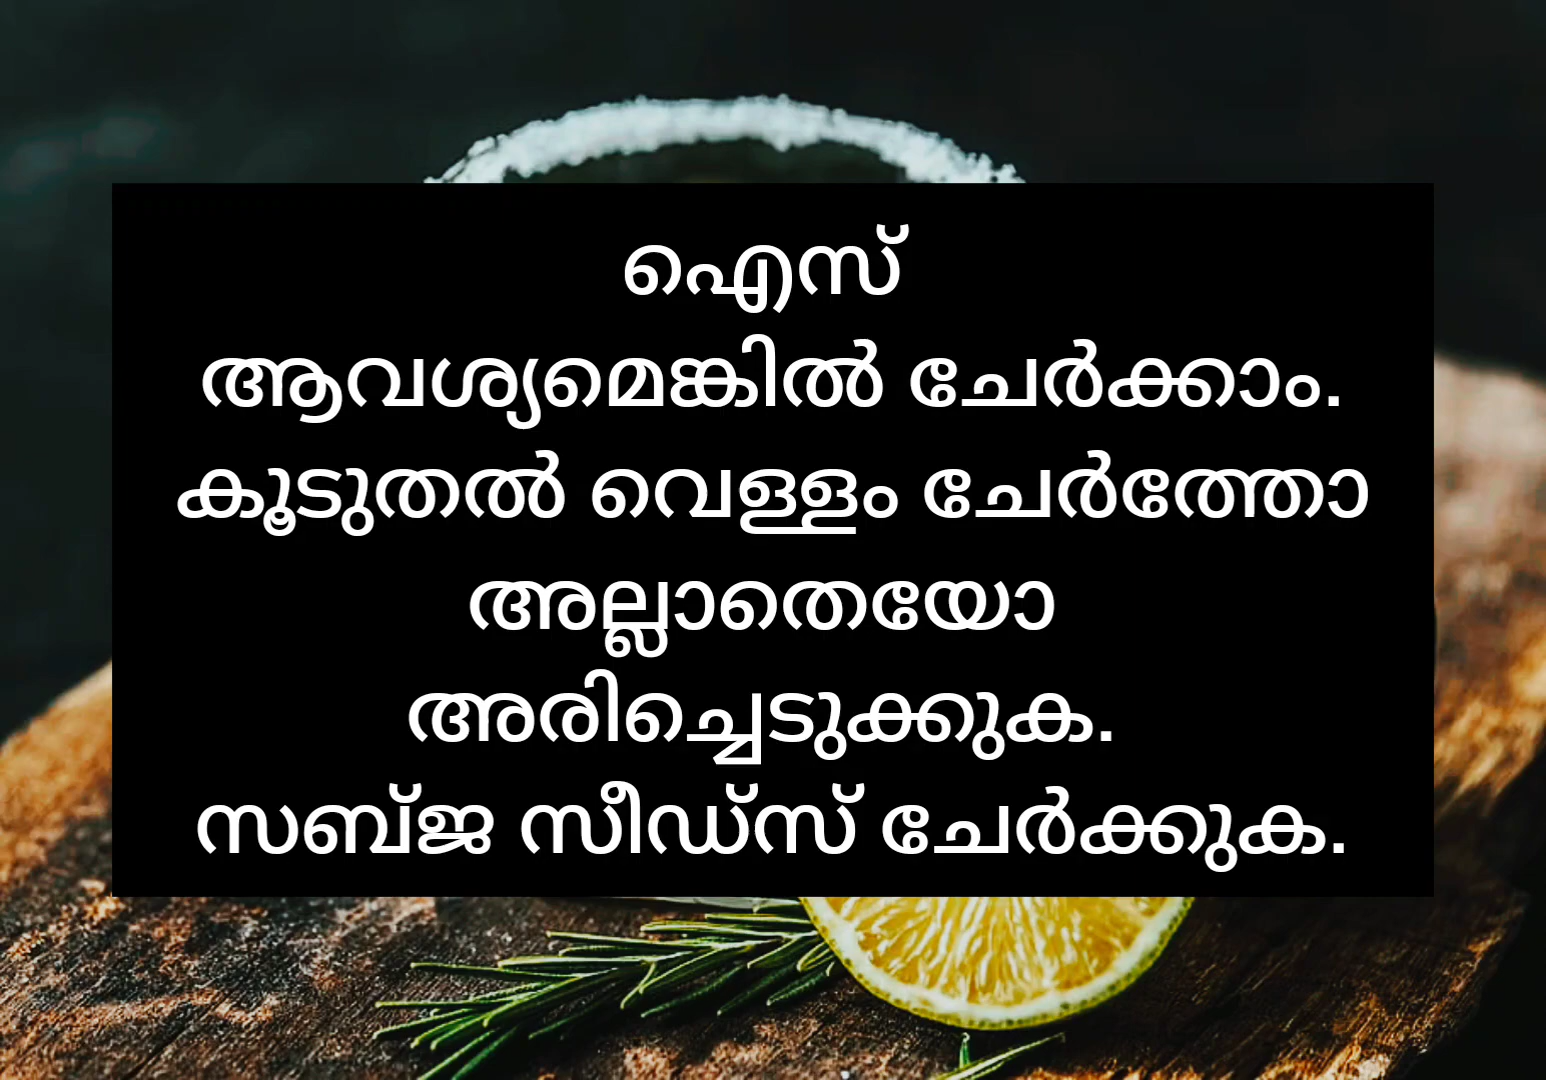 ഐസ്
ആവശ്യമെങ്കിൽ ചേർക്കാം.
കൂടുതൽ വെള്ളം ചേർത്തോ
അല്ലാതെയോ
അരിച്ചെടുക്കുക.
സബ്ജ സീഡ്സ് ചേർക്കുക.